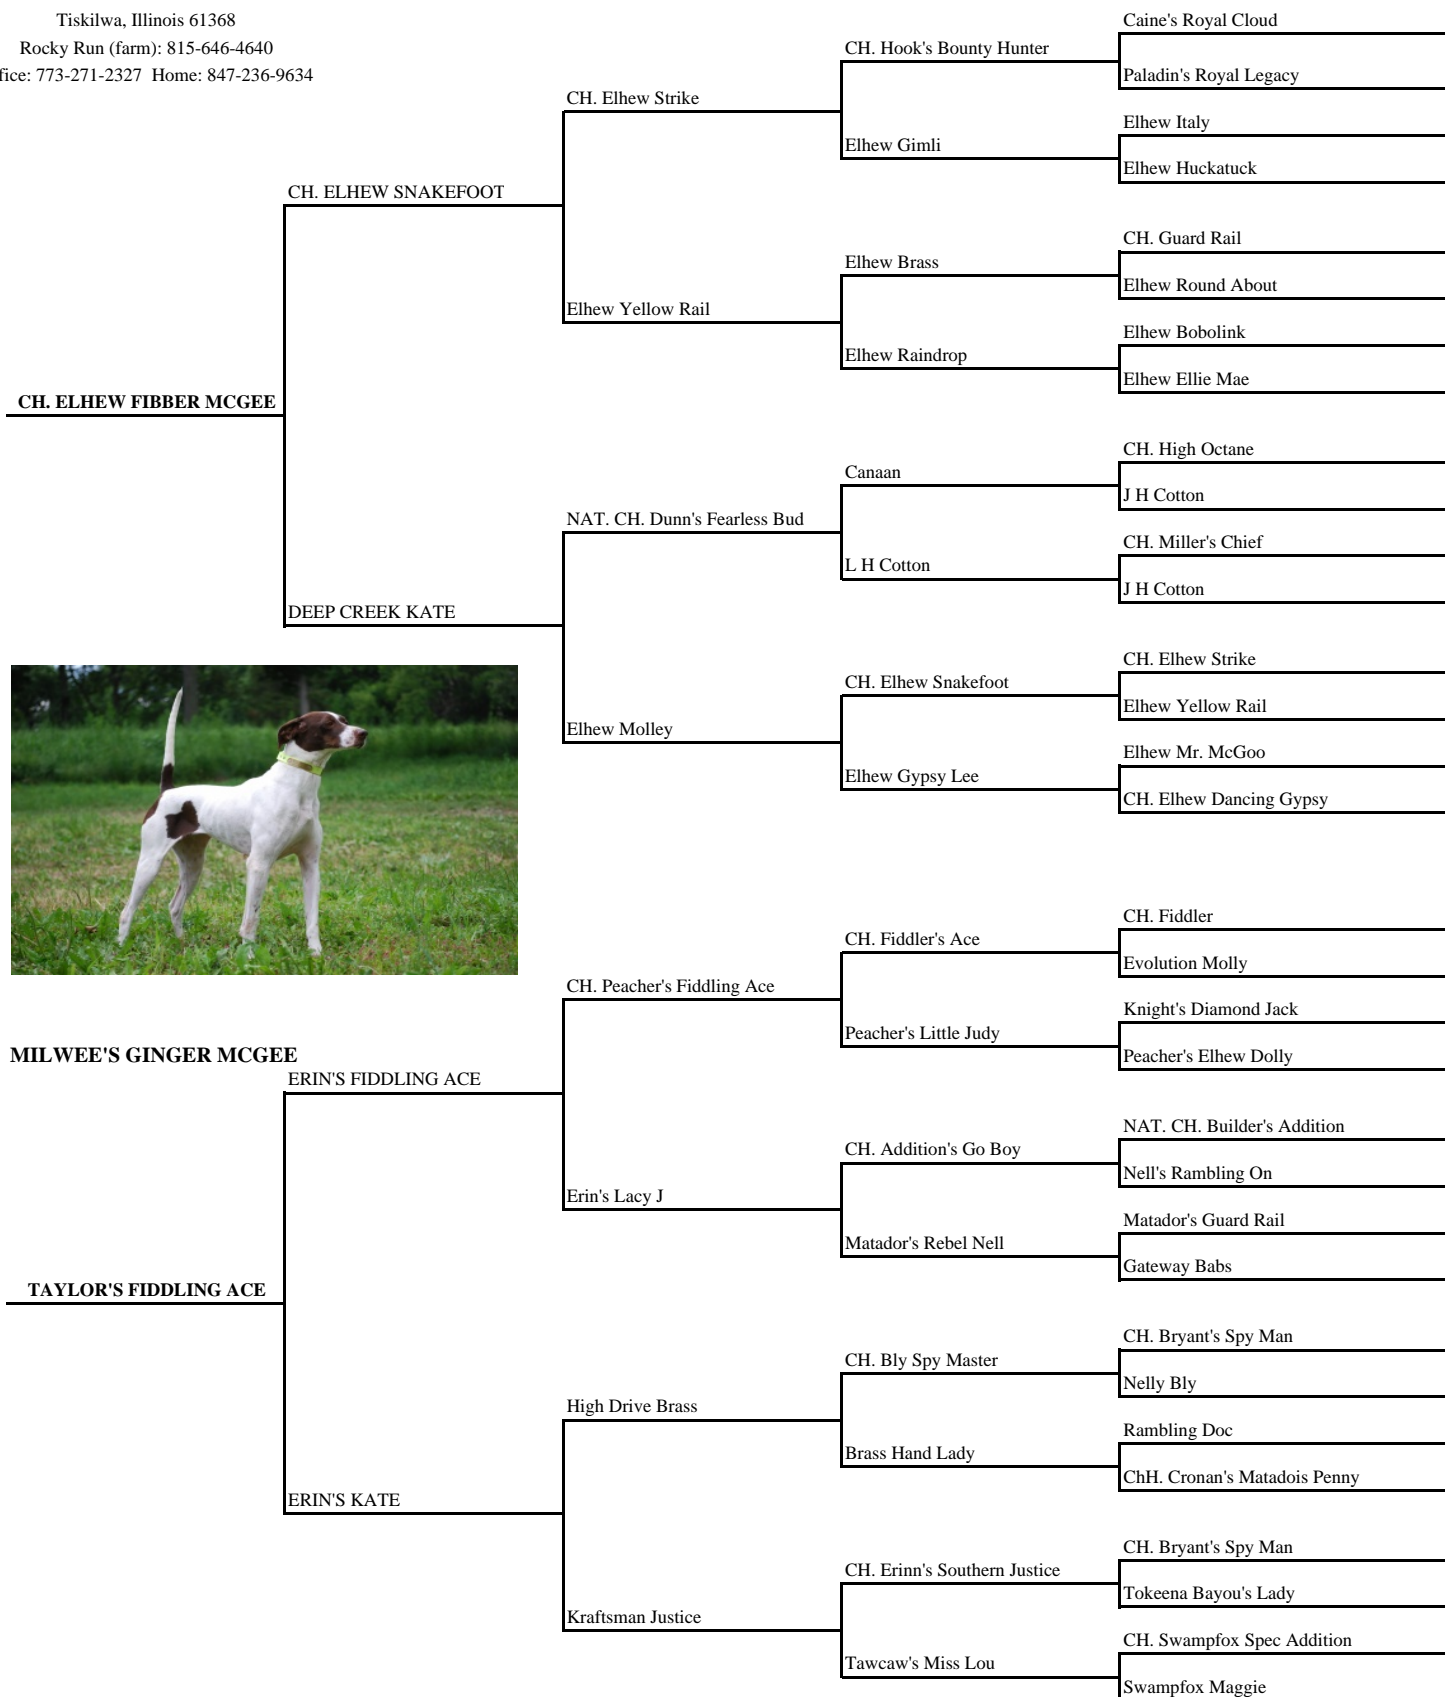 Tiskilwa, Illinois 61368
Rocky Run (farm): 815-646-4640
fice: 773-271-2327 Home: 847-236-9634
Caine's Royal Cloud
CH. Hook's Bounty Hunter
Paladin's Royal Legacy
CH. Elhew Strike
Elhew Italy
Elhew Gimli
Elhew Huckatuck
CH. ELHEW SNAKEFOOT
CH. Guard Rail
Elhew Brass
Elhew Round About
Elhew Yellow Rail
Elhew Bobolink
Elhew Raindrop
Elhew Ellie Mae
CH. ELHEW FIBBER MCGEE
CH. High Octane
Canaan
J H Cotton
NAT. CH. Dunn's Fearless Bud
CH. Miller's Chief
L H Cotton
J H Cotton
DEEP CREEK KATE
CH. Elhew Strike
CH. Elhew Snakefoot
Elhew Yellow Rail
Elhew Molley
Elhew Mr. McGoo
Elhew Gypsy Lee
CH. Elhew Dancing Gypsy
CH. Fiddler
CH. Fiddler's Ace
Evolution Molly
CH. Peacher's Fiddling Ace
Knight's Diamond Jack
Peacher's Little Judy
Peacher's Elhew Dolly
MILWEE'S GINGER MCGEE
ERIN'S FIDDLING ACE
NAT. CH. Builder's Addition
CH. Addition's Go Boy
Nell's Rambling On
Erin's Lacy J
Matador's Guard Rail
Matador's Rebel Nell
Gateway Babs
TAYLOR'S FIDDLING ACE
CH. Bryant's Spy Man
CH. Bly Spy Master
Nelly Bly
High Drive Brass
Rambling Doc
Brass Hand Lady
ChH. Cronan's Matadois Penny
ERIN'S KATE
CH. Bryant's Spy Man
CH. Erinn's Southern Justice
Tokeena Bayou's Lady
Kraftsman Justice
CH. Swampfox Spec Addition
Tawcaw's Miss Lou
Swampfox Maggie